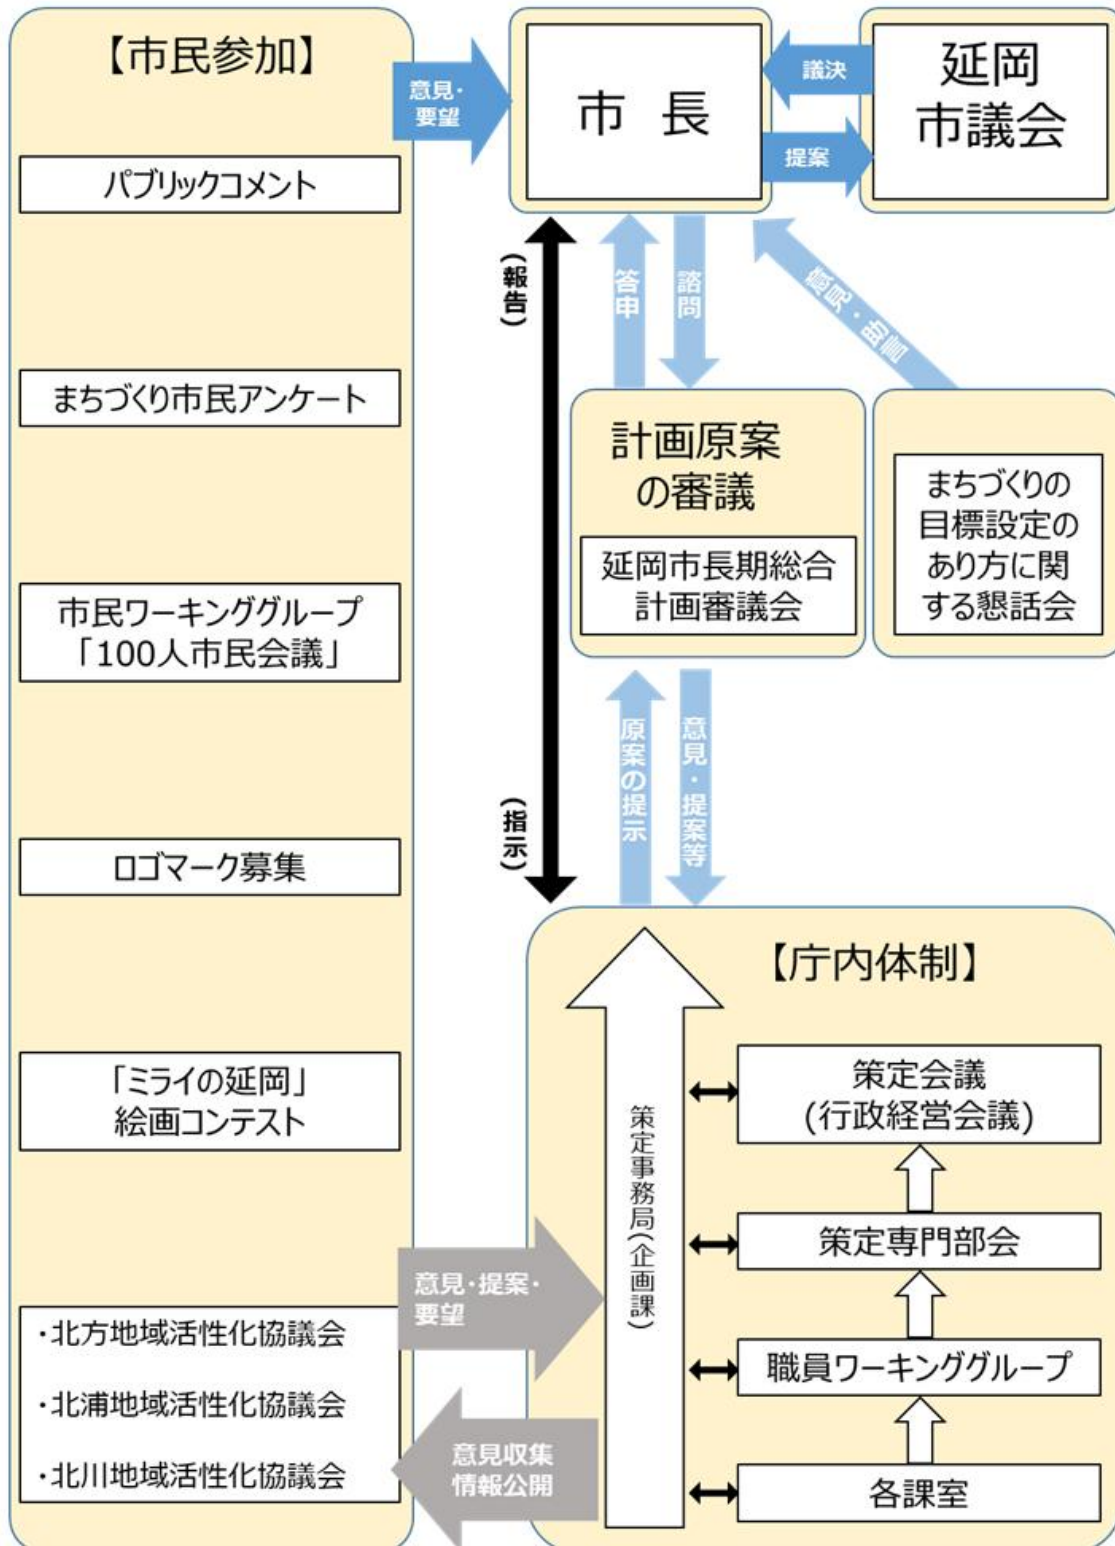 【市民参加】
パブリックコメント
まちづくり市民アンケート
市民ワーキンググループ
「100人市民会議」
ロゴマーク募集
「ミライの延岡」
絵画コンテスト
・北方地域活性化協議会
・北浦地域活性化協議会
・北川地域活性化協議会
意見・
要望
市 長
議決
提案
延岡
市議会
(報告)
(指示)
答申
諮問
意見・助言
計画原案
の審議
延岡市長期総合
計画審議会
まちづくりの
目標設定の
あり方に関
する懇話会
原案の提示
意見・提案等
【庁内体制】
策定事務局(企画課)
策定会議
(行政経営会議)
策定専門部会
職員ワーキンググループ
各課室
意見・提案・
要望
意見収集
情報公開